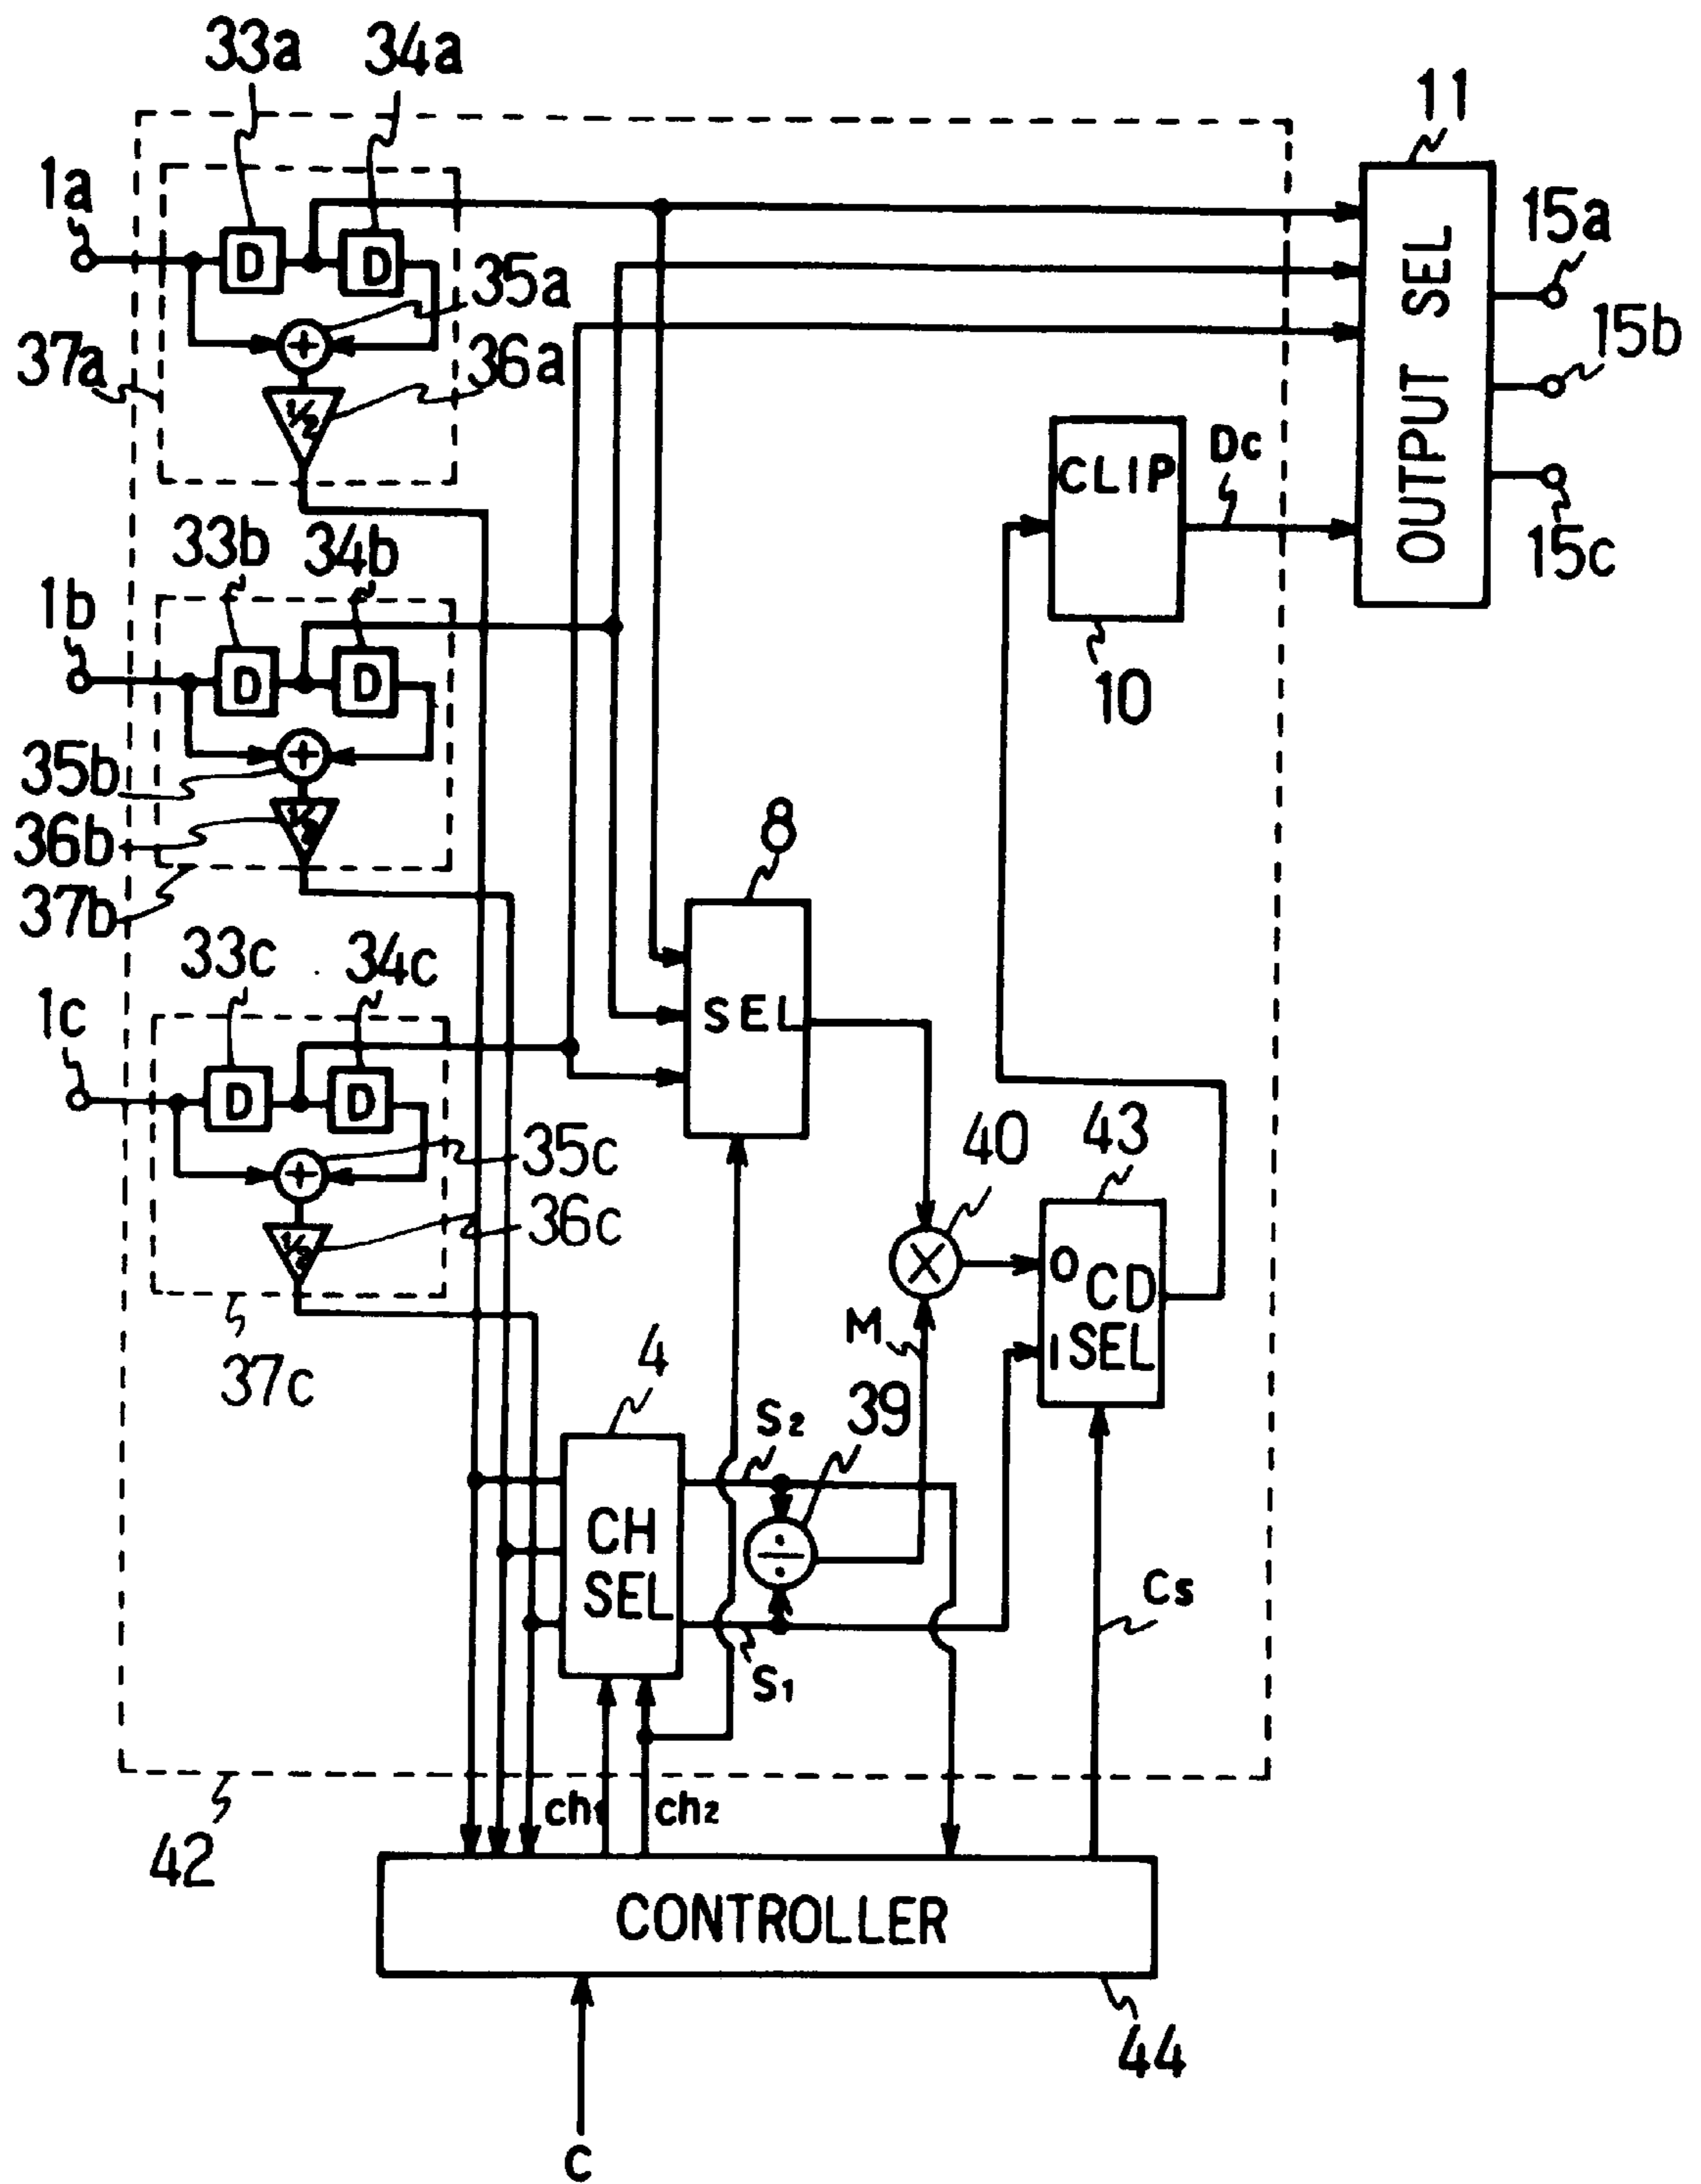 33a 34a
11
1a
15a
D D
35a
15b
37a
36a
1/2
OUTPUT SEL
CLIP
Dc
15c
33b 34b
1b
10
D D
35b
36b
8
37b
33c 34c
1c
SEL
D D
40 43
35c
36c
0 CD
1 SEL
M
37c
4
39
S2
CH
SEL
Cs
S1
42
ch1 ch2
CONTROLLER
44
C